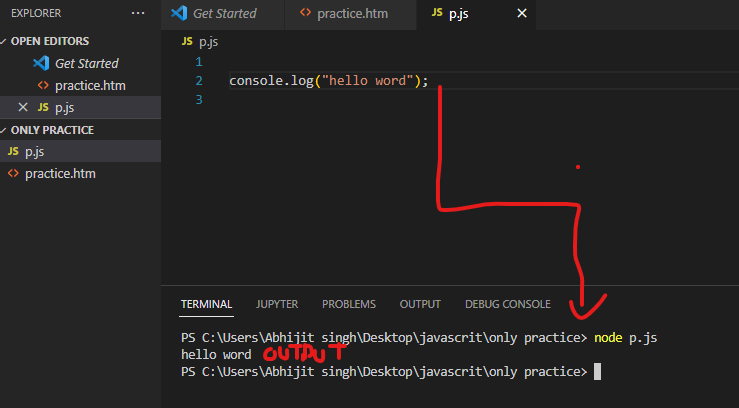 EXPLORER ···
Get Started practice.htm JS p.js ×
OPEN EDITORS
Get Started
<> practice.htm
× JS p.js
ONLY PRACTICE
JS p.js
<> practice.htm
JS p.js
1
2 console.log("hello word");
3
TERMINAL JUPYTER PROBLEMS OUTPUT DEBUG CONSOLE
PS C:\Users\Abhijit singh\Desktop\javascrit\only practice> node p.js
hello word OUTPUT
PS C:\Users\Abhijit singh\Desktop\javascrit\only practice>